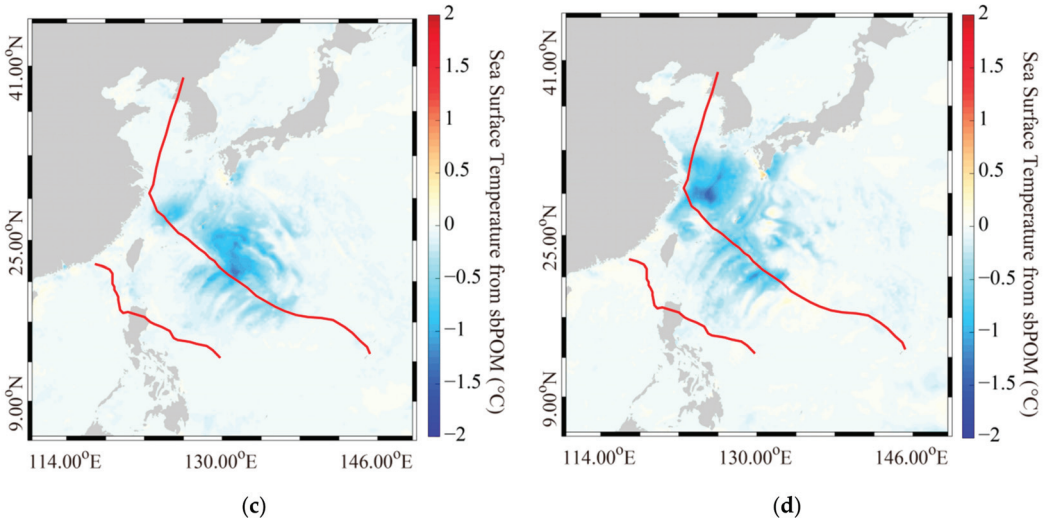 2
1.5
1
0.5
0
−0.5
−1
−1.5
−2
Sea Surface Temperature from sbPOM (°C)
41.00°N
25.00°N
9.00°N
114.00°E
130.00°E
146.00°E
(c)
2
1.5
1
0.5
0
−0.5
−1
−1.5
−2
Sea Surface Temperature from sbPOM (°C)
41.00°N
25.00°N
9.00°N
114.00°E
130.00°E
146.00°E
(d)